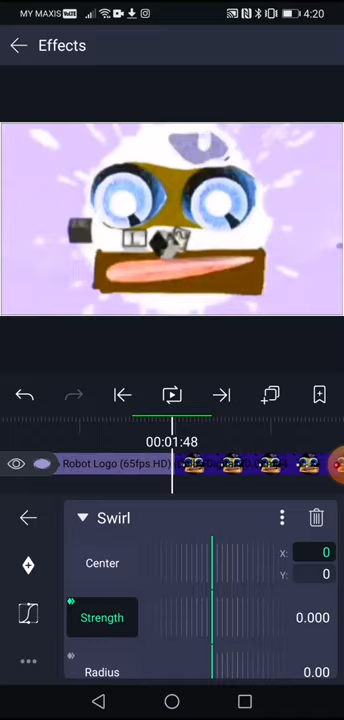 MY MAXIS VoLTE 4:20
Effects
00:01:48
Robot Logo (65fps HD)
Swirl
Center X: 0
Y: 0
Strength 0.000
Radius 0.00